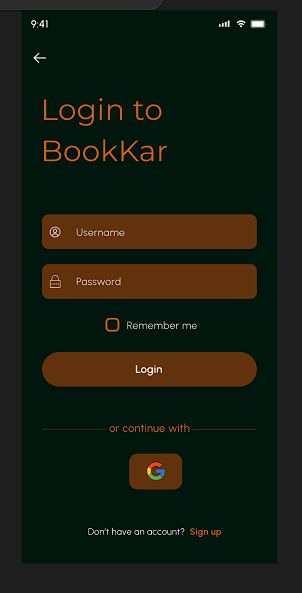 9:41
Login to
BookKar
Username
Password
Remember me
Login
or continue with
Don't have an account? Sign up